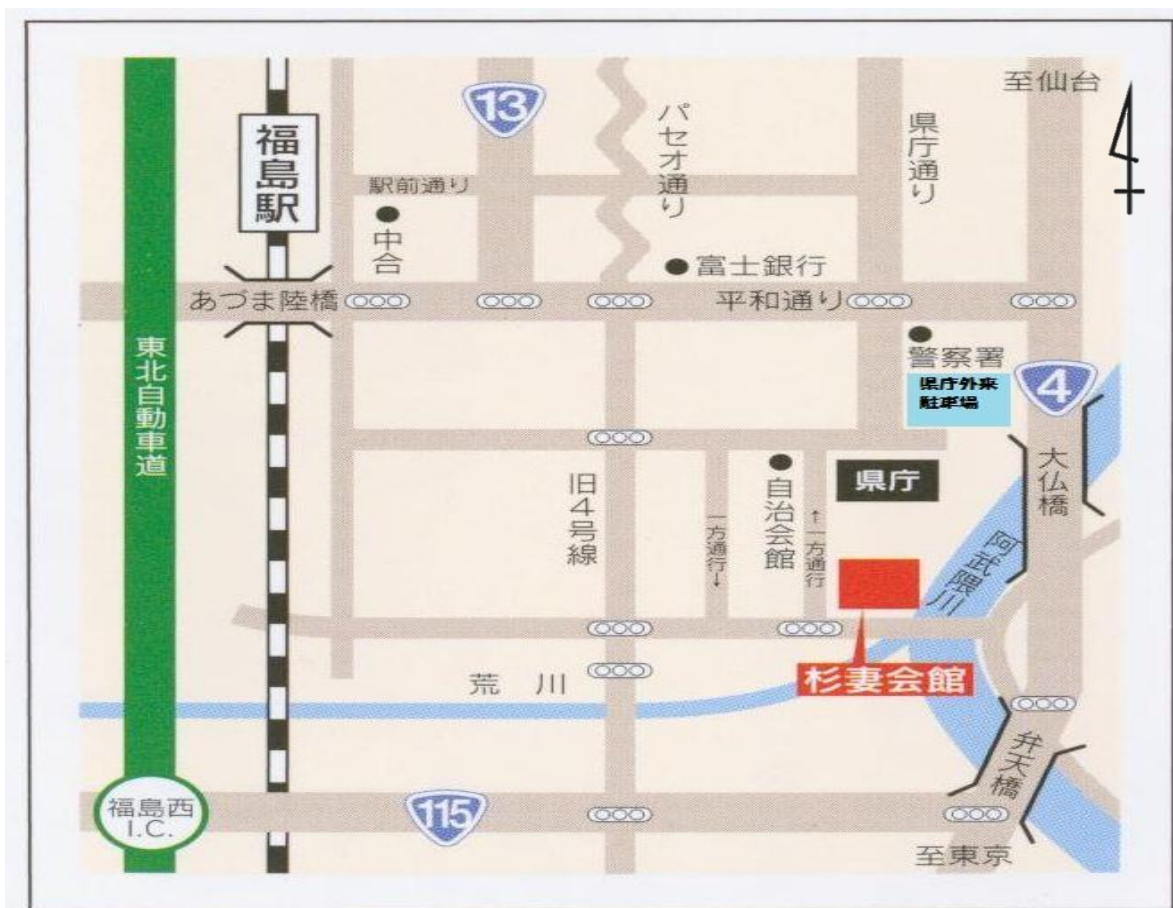 至仙台
13
パセオ通り
県庁通り
福島駅
駅前通り
中合
富士銀行
あづま陸橋
平和通り
東北自動車道
警察署
県庁外来
駐車場
4
大仏橋
県庁
自治会館
旧4号線
一方通行↓
↑一方通行
阿武隈川
杉妻会館
荒 川
弁天橋
福島西
I.C.
115
至東京